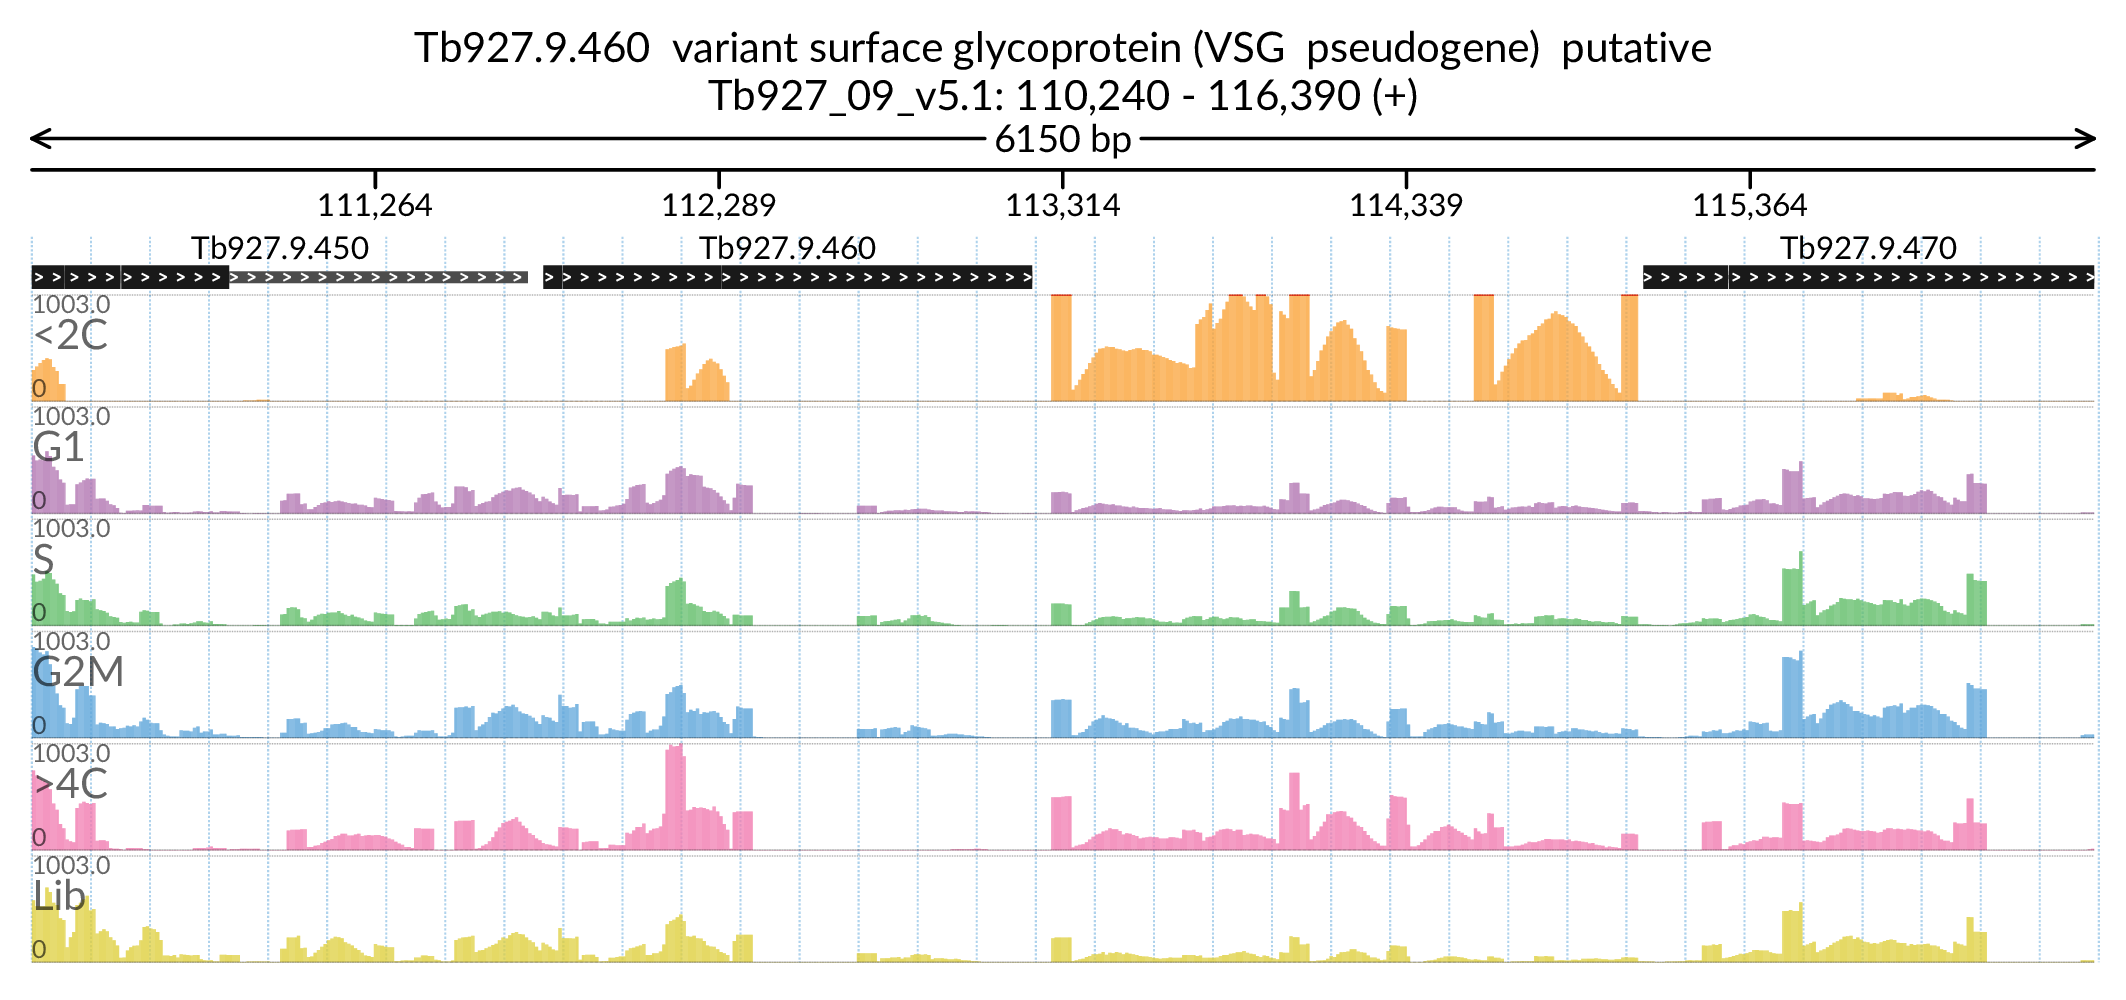 Tb927.9.460 variant surface glycoprotein (VSG pseudogene) putative
Tb927_09_v5.1: 110,240 - 116,390 (+)
6150 bp
111,264 112,289 113,314 114,339 115,364
Tb927.9.450 Tb927.9.460 Tb927.9.470
1003.0
<2C
0
1003.0
G1
0
1003.0
S
0
1003.0
G2M
0
1003.0
>4C
0
1003.0
Lib
0